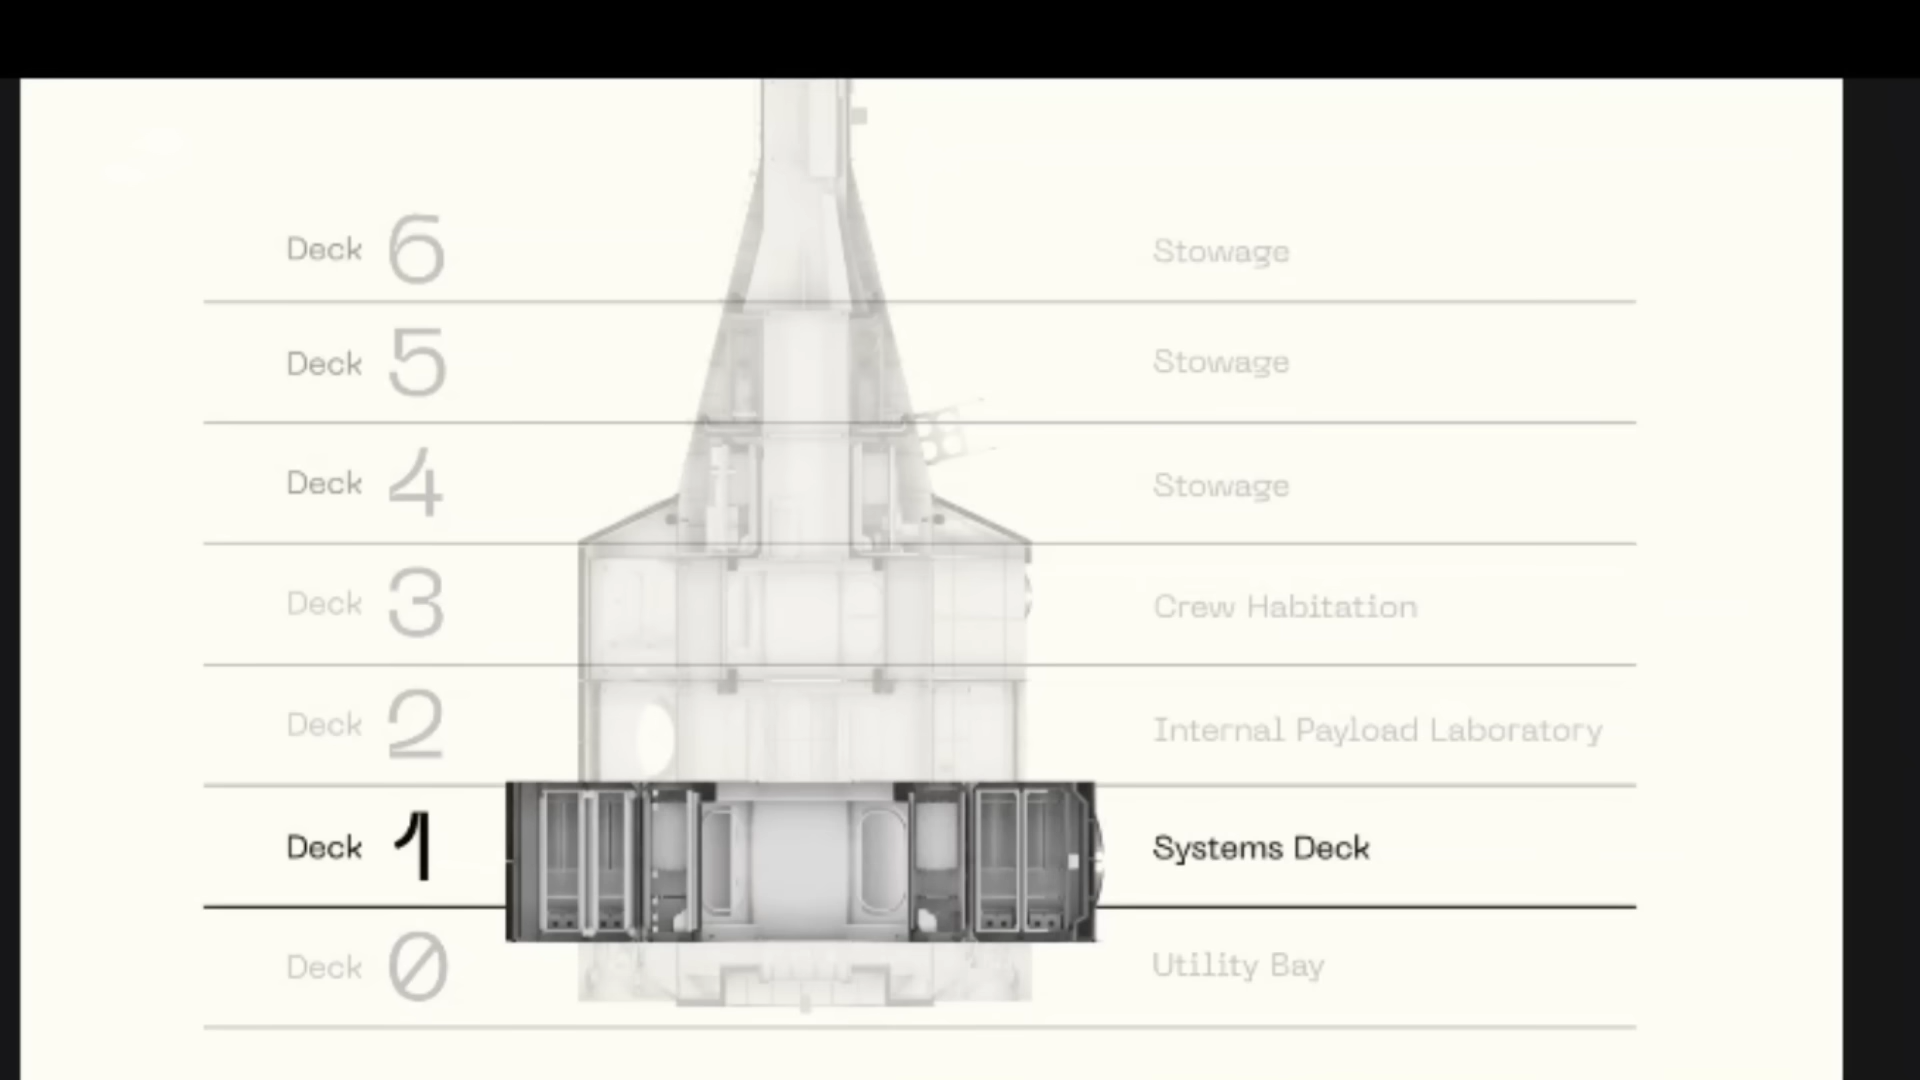 Deck 6 Stowage
Deck 5 Stowage
Deck 4 Stowage
Deck 3 Crew Habitation
Deck 2 Internal Payload Laboratory
Deck 1 Systems Deck
Deck 0 Utility Bay